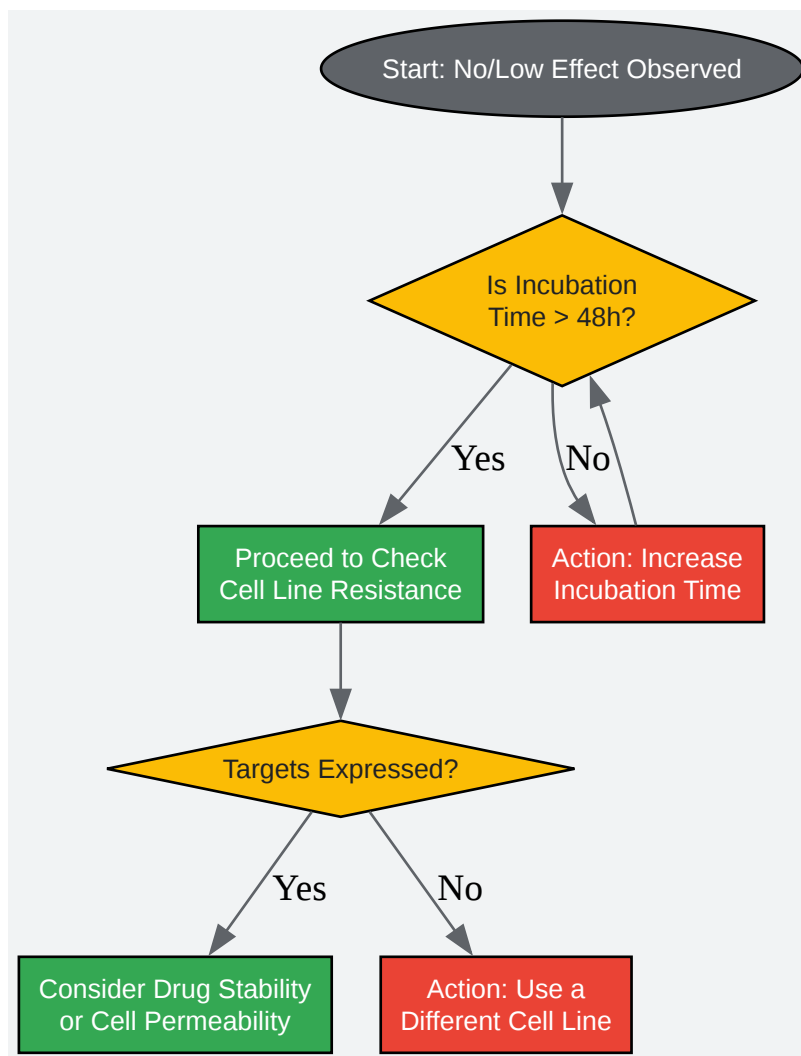 Start: No/Low Effect Observed
Is Incubation
Time > 48h?
Yes
No
Proceed to Check
Cell Line Resistance
Action: Increase
Incubation Time
Targets Expressed?
Yes
No
Consider Drug Stability
or Cell Permeability
Action: Use a
Different Cell Line